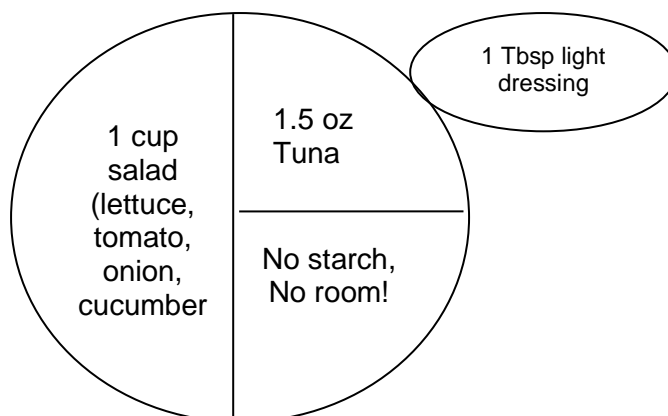 1 cup
salad
(lettuce,
tomato,
onion,
cucumber
1.5 oz
Tuna
No starch,
No room!
1 Tbsp light
dressing